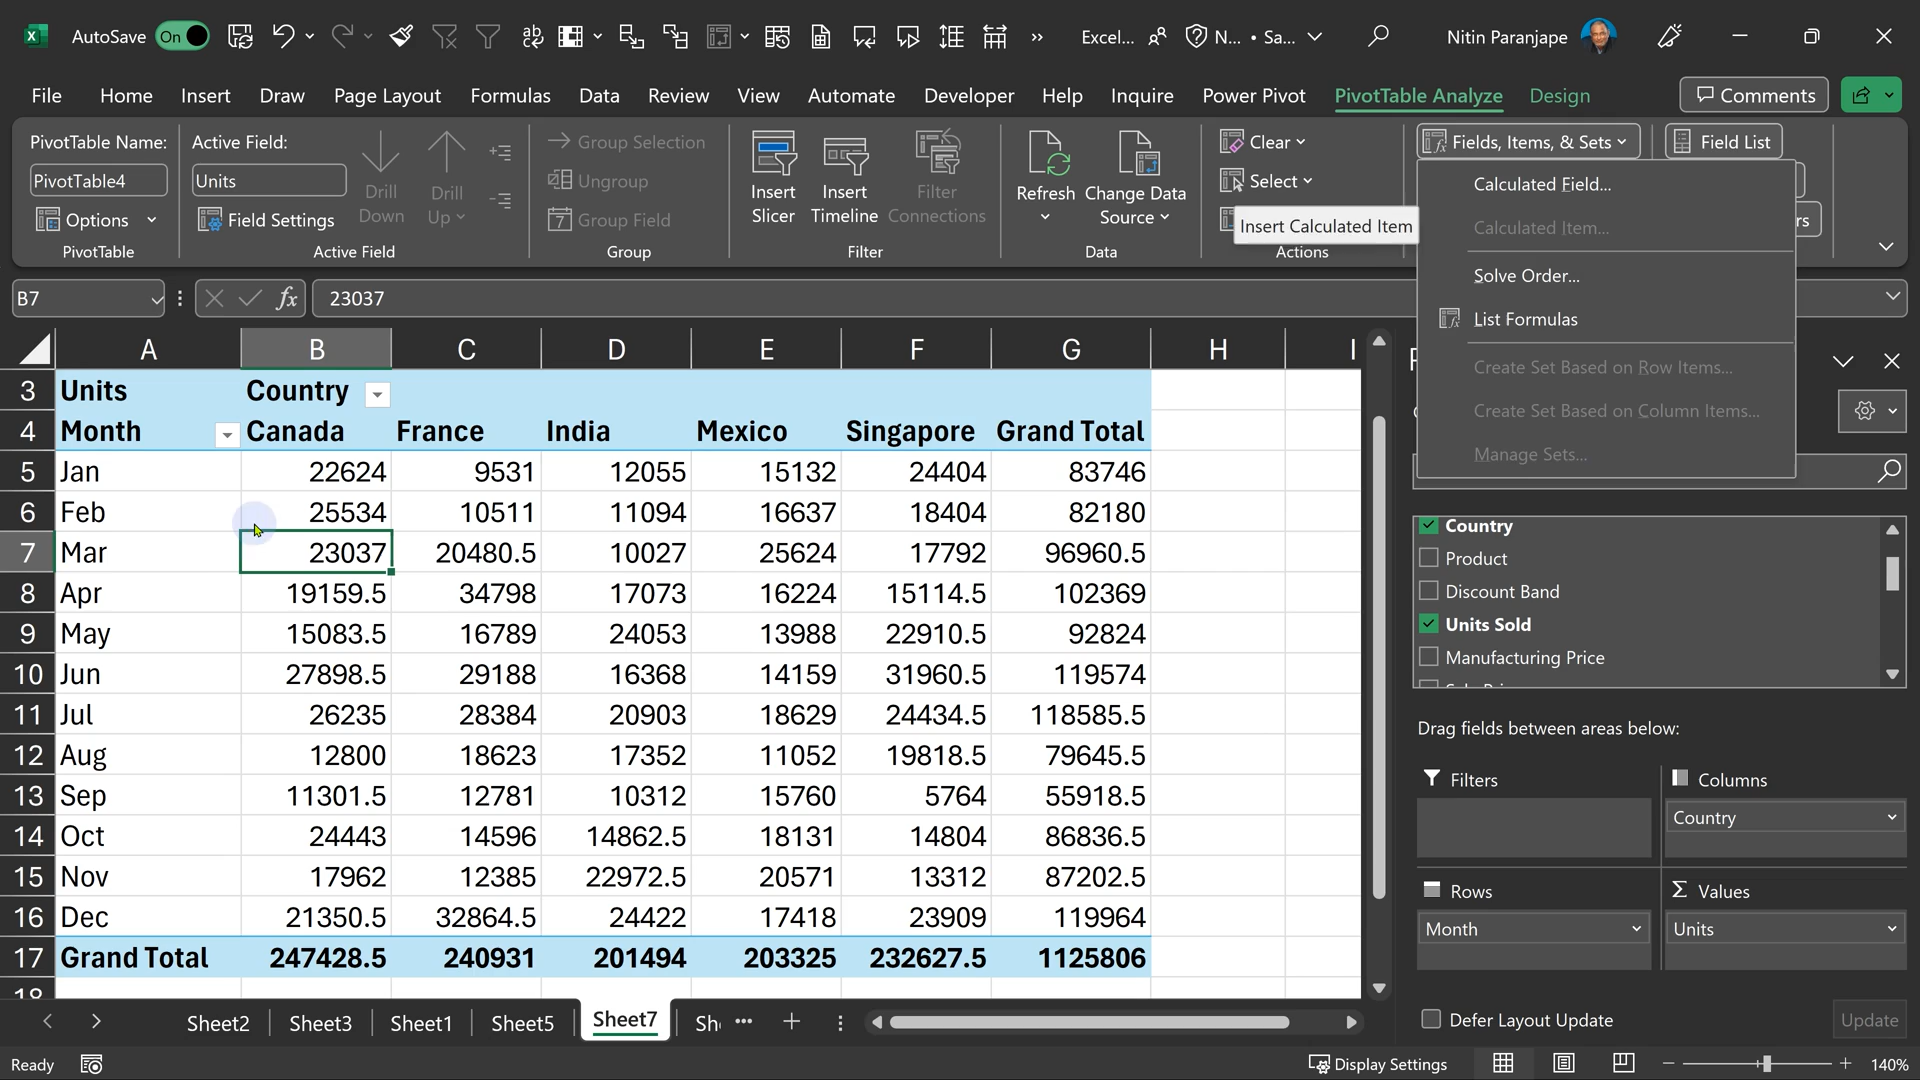 AutoSave On Excel... N... • Sa... Nitin Paranjape
File Home Insert Draw Page Layout Formulas Data Review View Automate Developer Help Inquire Power Pivot PivotTable Analyze Design Comments
PivotTable Name:
PivotTable4
Options
PivotTable
Active Field:
Units
Field Settings
Drill Down
Drill Up
Active Field
Group Selection
Ungroup
Group Field
Group
Insert Slicer
Insert Timeline
Filter Connections
Filter
Refresh
Change Data Source
Data
Clear
Select
Insert Calculated Item
Actions
Fields, Items, & Sets
Calculated Field...
Calculated Item...
Solve Order...
List Formulas
Create Set Based on Row Items...
Create Set Based on Column Items...
Manage Sets...
Field List
rs
B7 fx 23037
A B C D E F G H I
3 Units Country
4 Month Canada France India Mexico Singapore Grand Total
5 Jan 22624 9531 12055 15132 24404 83746
6 Feb 25534 10511 11094 16637 18404 82180
7 Mar 23037 20480.5 10027 25624 17792 96960.5
8 Apr 19159.5 34798 17073 16224 15114.5 102369
9 May 15083.5 16789 24053 13988 22910.5 92824
10 Jun 27898.5 29188 16368 14159 31960.5 119574
11 Jul 26235 28384 20903 18629 24434.5 118585.5
12 Aug 12800 18623 17352 11052 19818.5 79645.5
13 Sep 11301.5 12781 10312 15760 5764 55918.5
14 Oct 24443 14596 14862.5 18131 14804 86836.5
15 Nov 17962 12385 22972.5 20571 13312 87202.5
16 Dec 21350.5 32864.5 24422 17418 23909 119964
17 Grand Total 247428.5 240931 201494 203325 232627.5 1125806
18
Country
Product
Discount Band
Units Sold
Manufacturing Price
Drag fields between areas below:
Filters
Columns
Country
Rows
Month
Σ Values
Units
Defer Layout Update
Update
Sheet2 Sheet3 Sheet1 Sheet5 Sheet7 Sh
Ready
Display Settings
140%